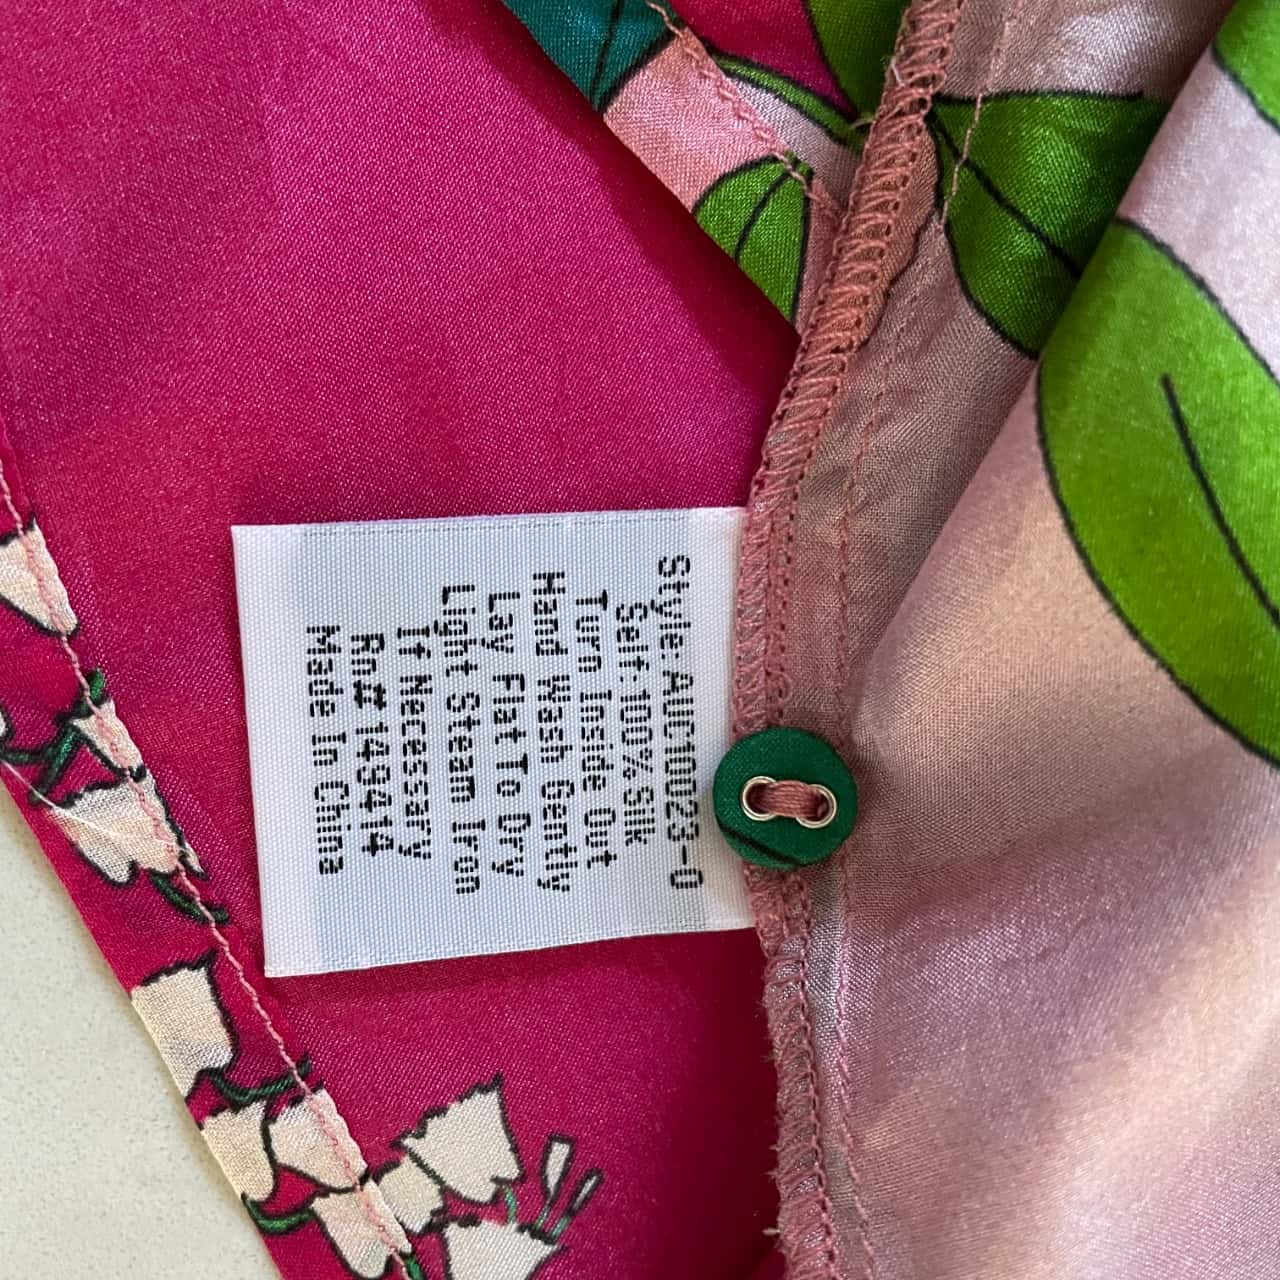 Style:AUC100023-0
Self:100% Silk
Turn Inside Out
Hand Wash Gently
Lay Flat To Dry
Light Steam Iron
If Necessary
Rn# 149414
Made In China